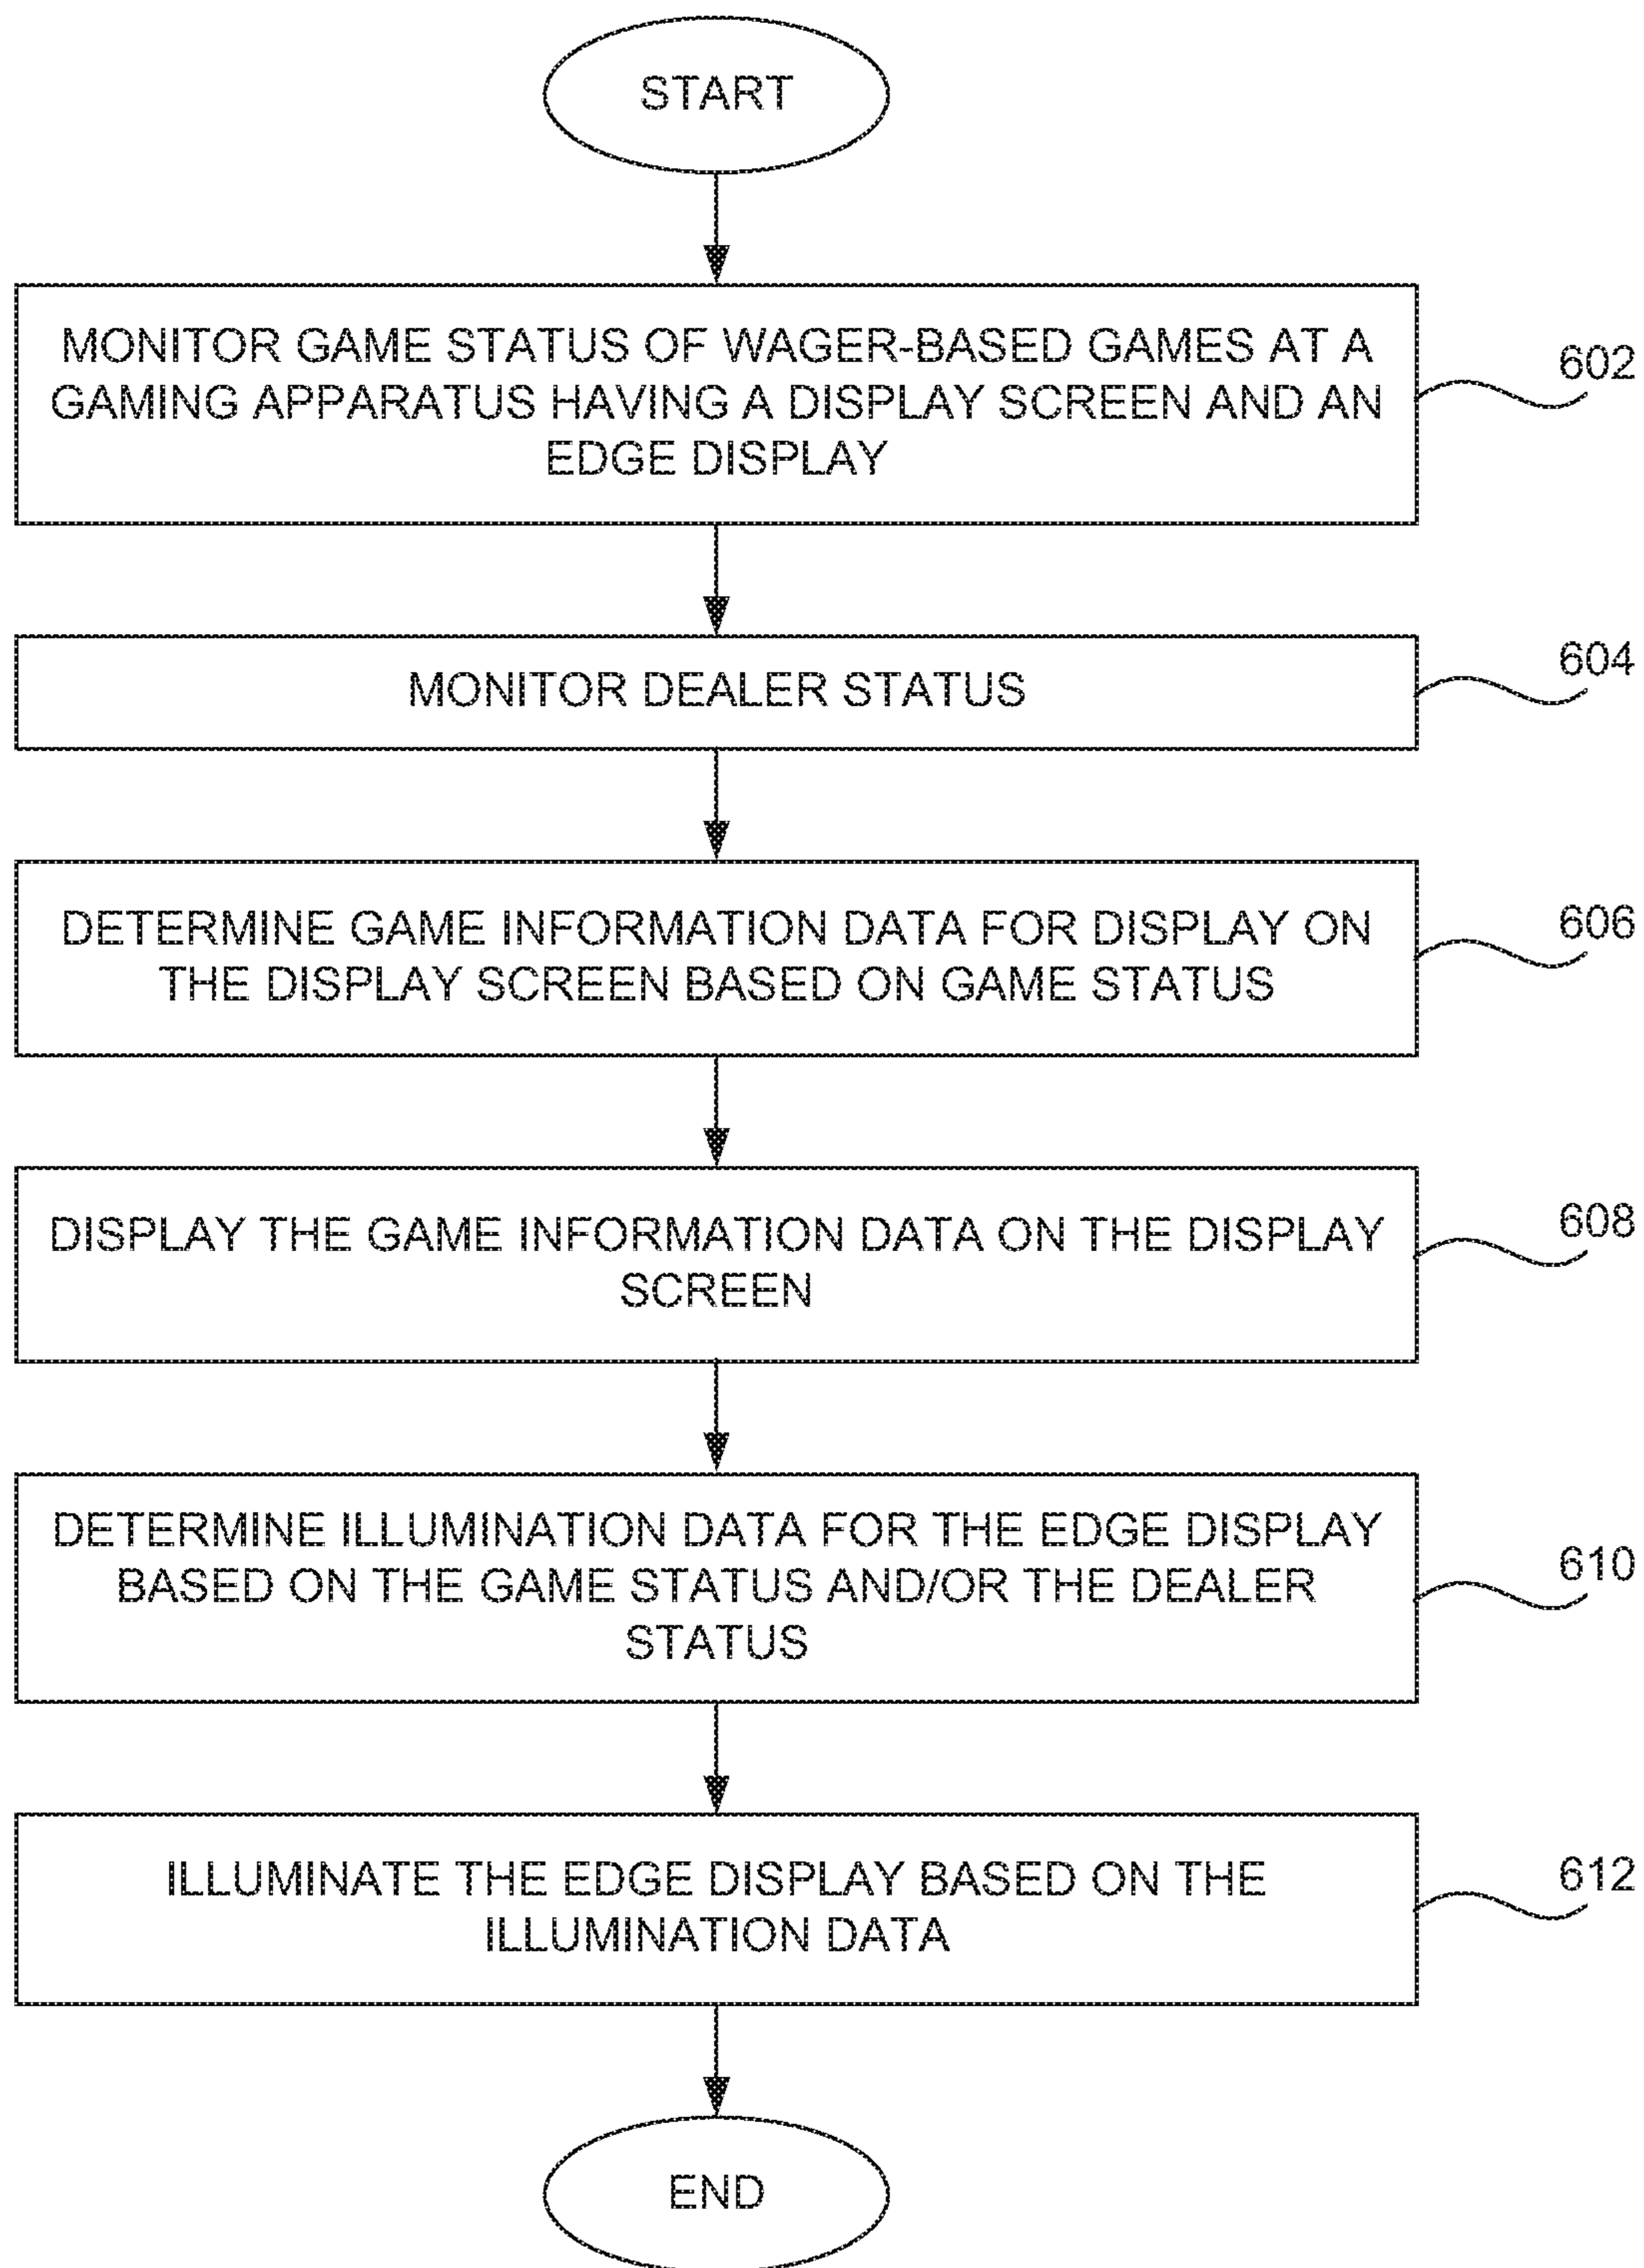 START
MONITOR GAME STATUS OF WAGER-BASED GAMES AT A
GAMING APPARATUS HAVING A DISPLAY SCREEN AND AN
EDGE DISPLAY
602
MONITOR DEALER STATUS
604
DETERMINE GAME INFORMATION DATA FOR DISPLAY ON
THE DISPLAY SCREEN BASED ON GAME STATUS
606
DISPLAY THE GAME INFORMATION DATA ON THE DISPLAY
SCREEN
608
DETERMINE ILLUMINATION DATA FOR THE EDGE DISPLAY
BASED ON THE GAME STATUS AND/OR THE DEALER
STATUS
610
ILLUMINATE THE EDGE DISPLAY BASED ON THE
ILLUMINATION DATA
612
END